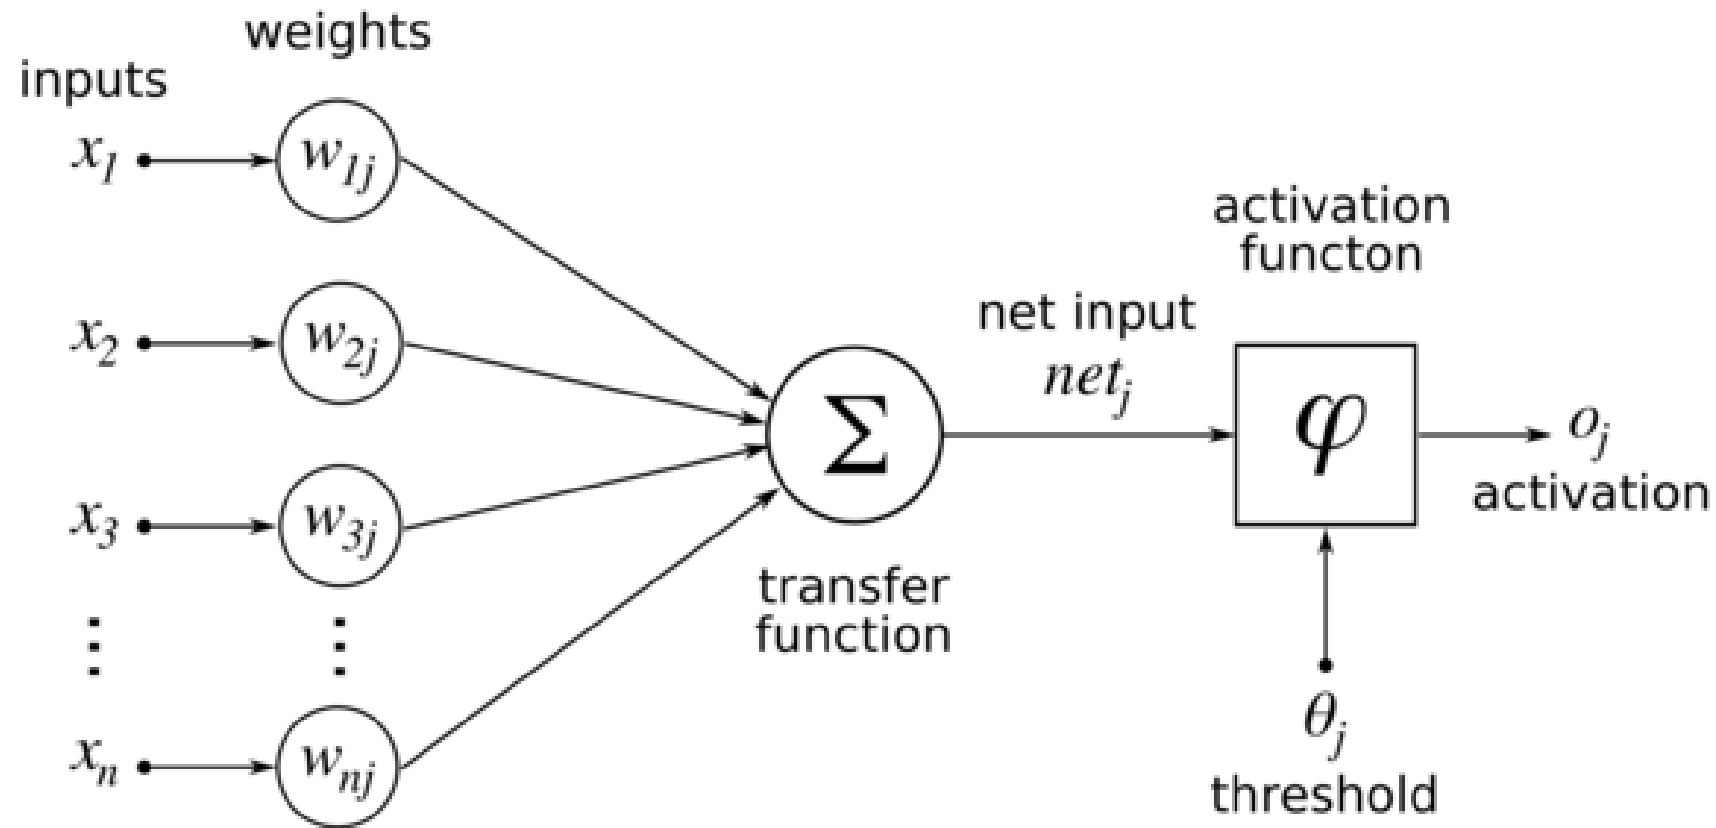 weights
inputs
x1
w1j
x2
w2j
x3
w3j
⋮ ⋮
xn
wnj
Σ
transfer
function
net input
netj
activation
functon
φ
oj
activation
θj
threshold